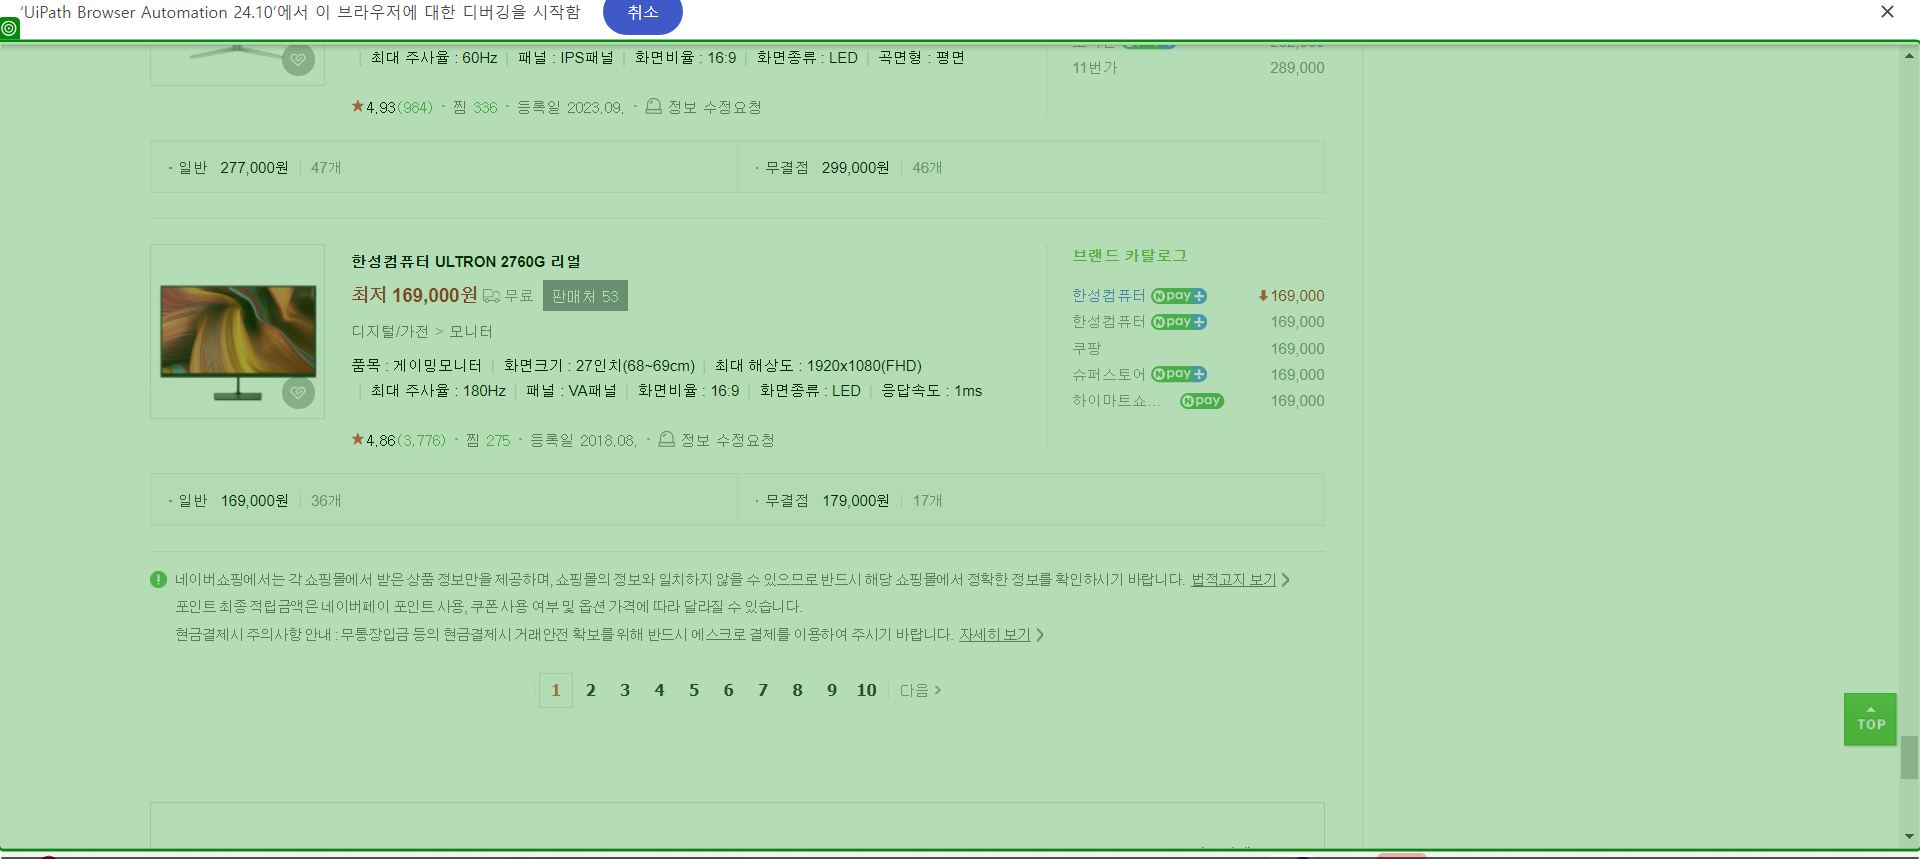 'UiPath Browser Automation 24.10'에서 이 브라우저에 대한 디버깅을 시작함 취소
최대 주사율 : 60Hz | 패널 : IPS패널 | 화면비율 : 16:9 | 화면종류 : LED | 곡면형 : 평면
11번가 289,000
★4.93(984) · 찜 336 · 등록일 2023.09. · 정보 수정요청
· 일반 277,000원 | 47개
· 무결점 299,000원 | 46개
한성컴퓨터 ULTRON 2760G 리얼
최저 169,000원 무료 판매처 53
디지털/가전 > 모니터
품목 : 게이밍모니터 | 화면크기 : 27인치(68~69cm) | 최대 해상도 : 1920x1080(FHD)
| 최대 주사율 : 180Hz | 패널 : VA패널 | 화면비율 : 16:9 | 화면종류 : LED | 응답속도 : 1ms
★4.86(3,776) · 찜 275 · 등록일 2018.08. · 정보 수정요청
브랜드 카탈로그
한성컴퓨터 N pay+ 169,000
한성컴퓨터 N pay+ 169,000
쿠팡 169,000
슈퍼스토어 N pay+ 169,000
하이마트쇼... N pay 169,000
· 일반 169,000원 | 36개
· 무결점 179,000원 | 17개
네이버쇼핑에서는 각 쇼핑몰에서 받은 상품 정보만을 제공하며, 쇼핑몰의 정보와 일치하지 않을 수 있으므로 반드시 해당 쇼핑몰에서 정확한 정보를 확인하시기 바랍니다. 법적고지 보기 >
포인트 최종 적립금액은 네이버페이 포인트 사용, 쿠폰 사용 여부 및 옵션 가격에 따라 달라질 수 있습니다.
현금결제시 주의사항 안내 : 무통장입금 등의 현금결제시 거래안전 확보를 위해 반드시 에스크로 결제를 이용하여 주시기 바랍니다. 자세히 보기 >
1 2 3 4 5 6 7 8 9 10 다음 >
TOP